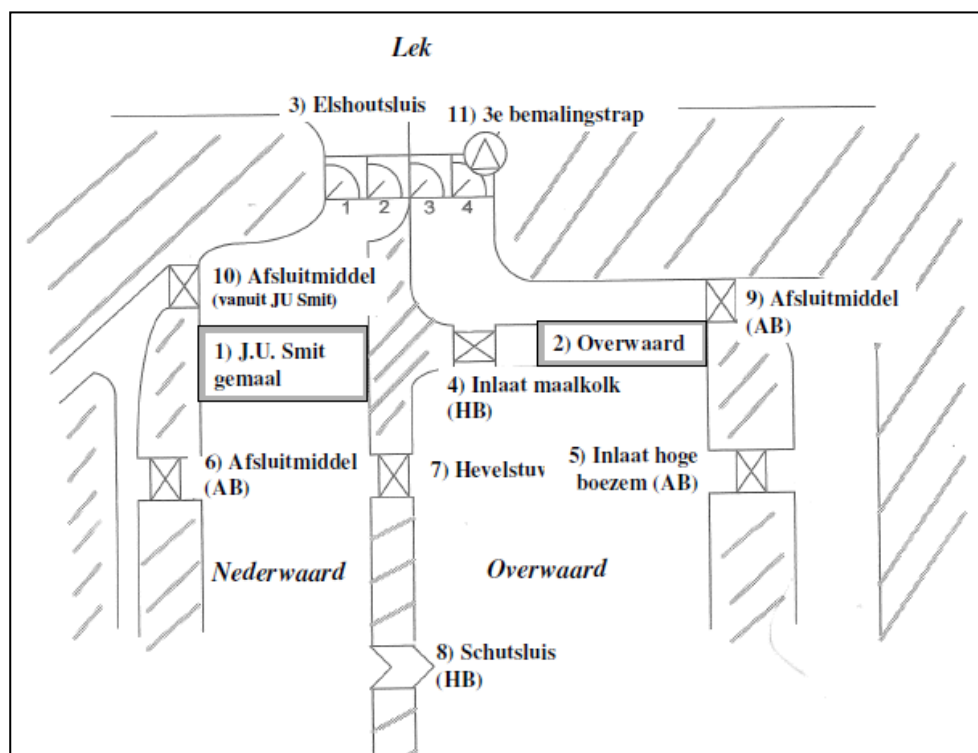 Lek
3) Elshoutsluis
11) 3e bemalingstrap
1 2 3 4
10) Afsluitmiddel
(vanuit JU Smit)
9) Afsluitmiddel
(AB)
1) J.U. Smit
gemaal
2) Overwaard
4) Inlaat maalkolk
(HB)
6) Afsluitmiddel
(AB)
7) Hevelstuv
5) Inlaat hoge
boezem (AB)
Nederwaard
Overwaard
8) Schutsluis
(HB)